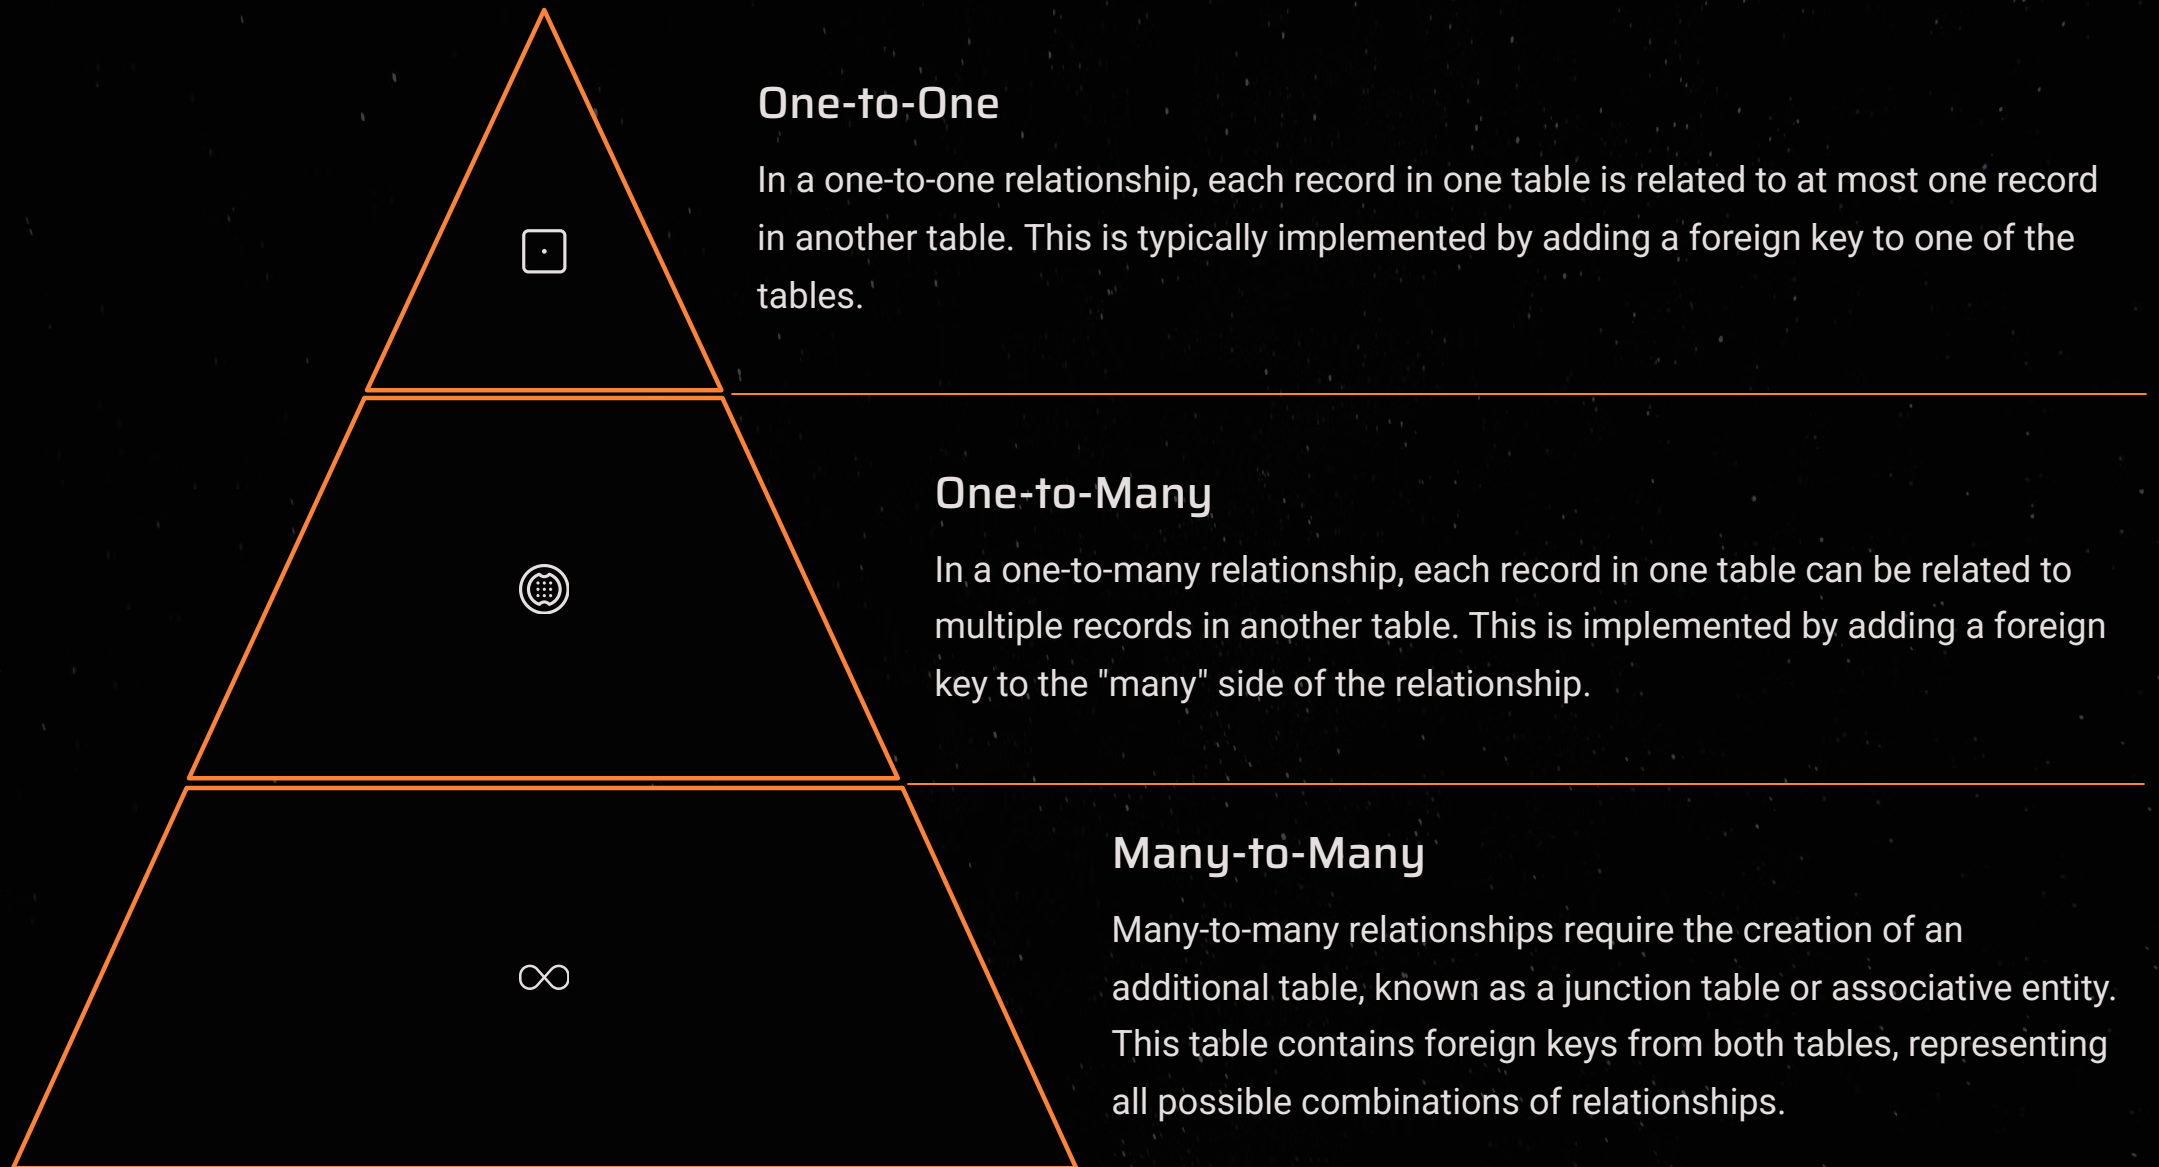 One-to-One
In a one-to-one relationship, each record in one table is related to at most one record
in another table. This is typically implemented by adding a foreign key to one of the
tables.
One-to-Many
In a one-to-many relationship, each record in one table can be related to
multiple records in another table. This is implemented by adding a foreign
key to the "many" side of the relationship.
Many-to-Many
Many-to-many relationships require the creation of an
additional table, known as a junction table or associative entity.
This table contains foreign keys from both tables, representing
all possible combinations of relationships.